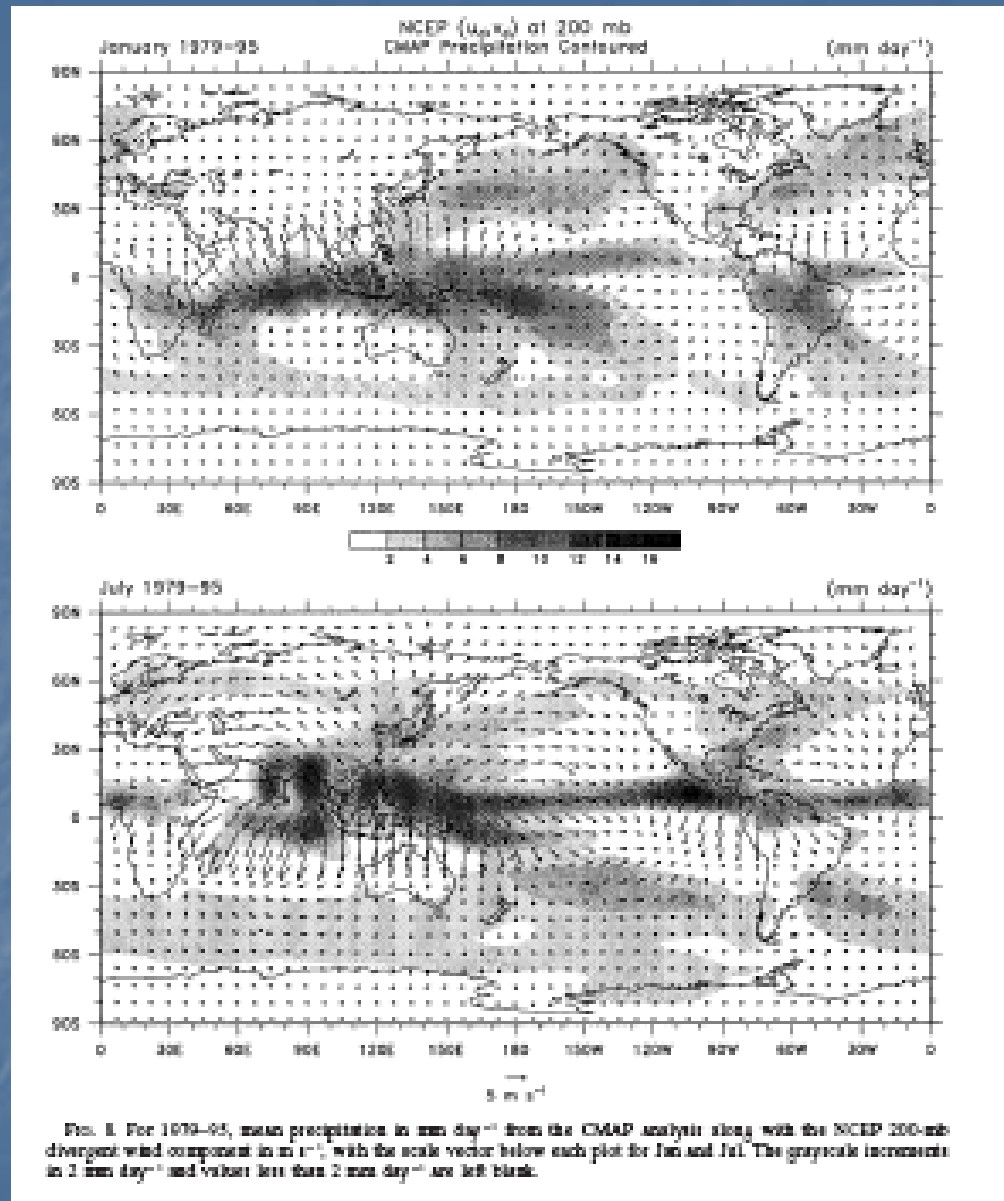 NCEP (uₓ,vₓ) at 200 mb
January 1979-95 CMAP Precipitation Contoured (mm day⁻¹)
90N
60N
30N
0
30S
60S
90S
0 30E 60E 90E 120E 150E 180 150W 120W 90W 60W 30W 0
2 4 6 8 10 12 14 16
July 1979-95 (mm day⁻¹)
90N
60N
30N
0
30S
60S
90S
0 30E 60E 90E 120E 150E 180 150W 120W 90W 60W 30W 0
5 m s⁻¹
FIG. 8. For 1979–95, mean precipitation in mm day⁻¹ from the CMAP analysis along with the NCEP 200-mb
divergent wind component in m s⁻¹, with the scale vector below each plot for Jan and Jul. The grayscale increments
in 2 mm day⁻¹ and values less than 2 mm day⁻¹ are left blank.